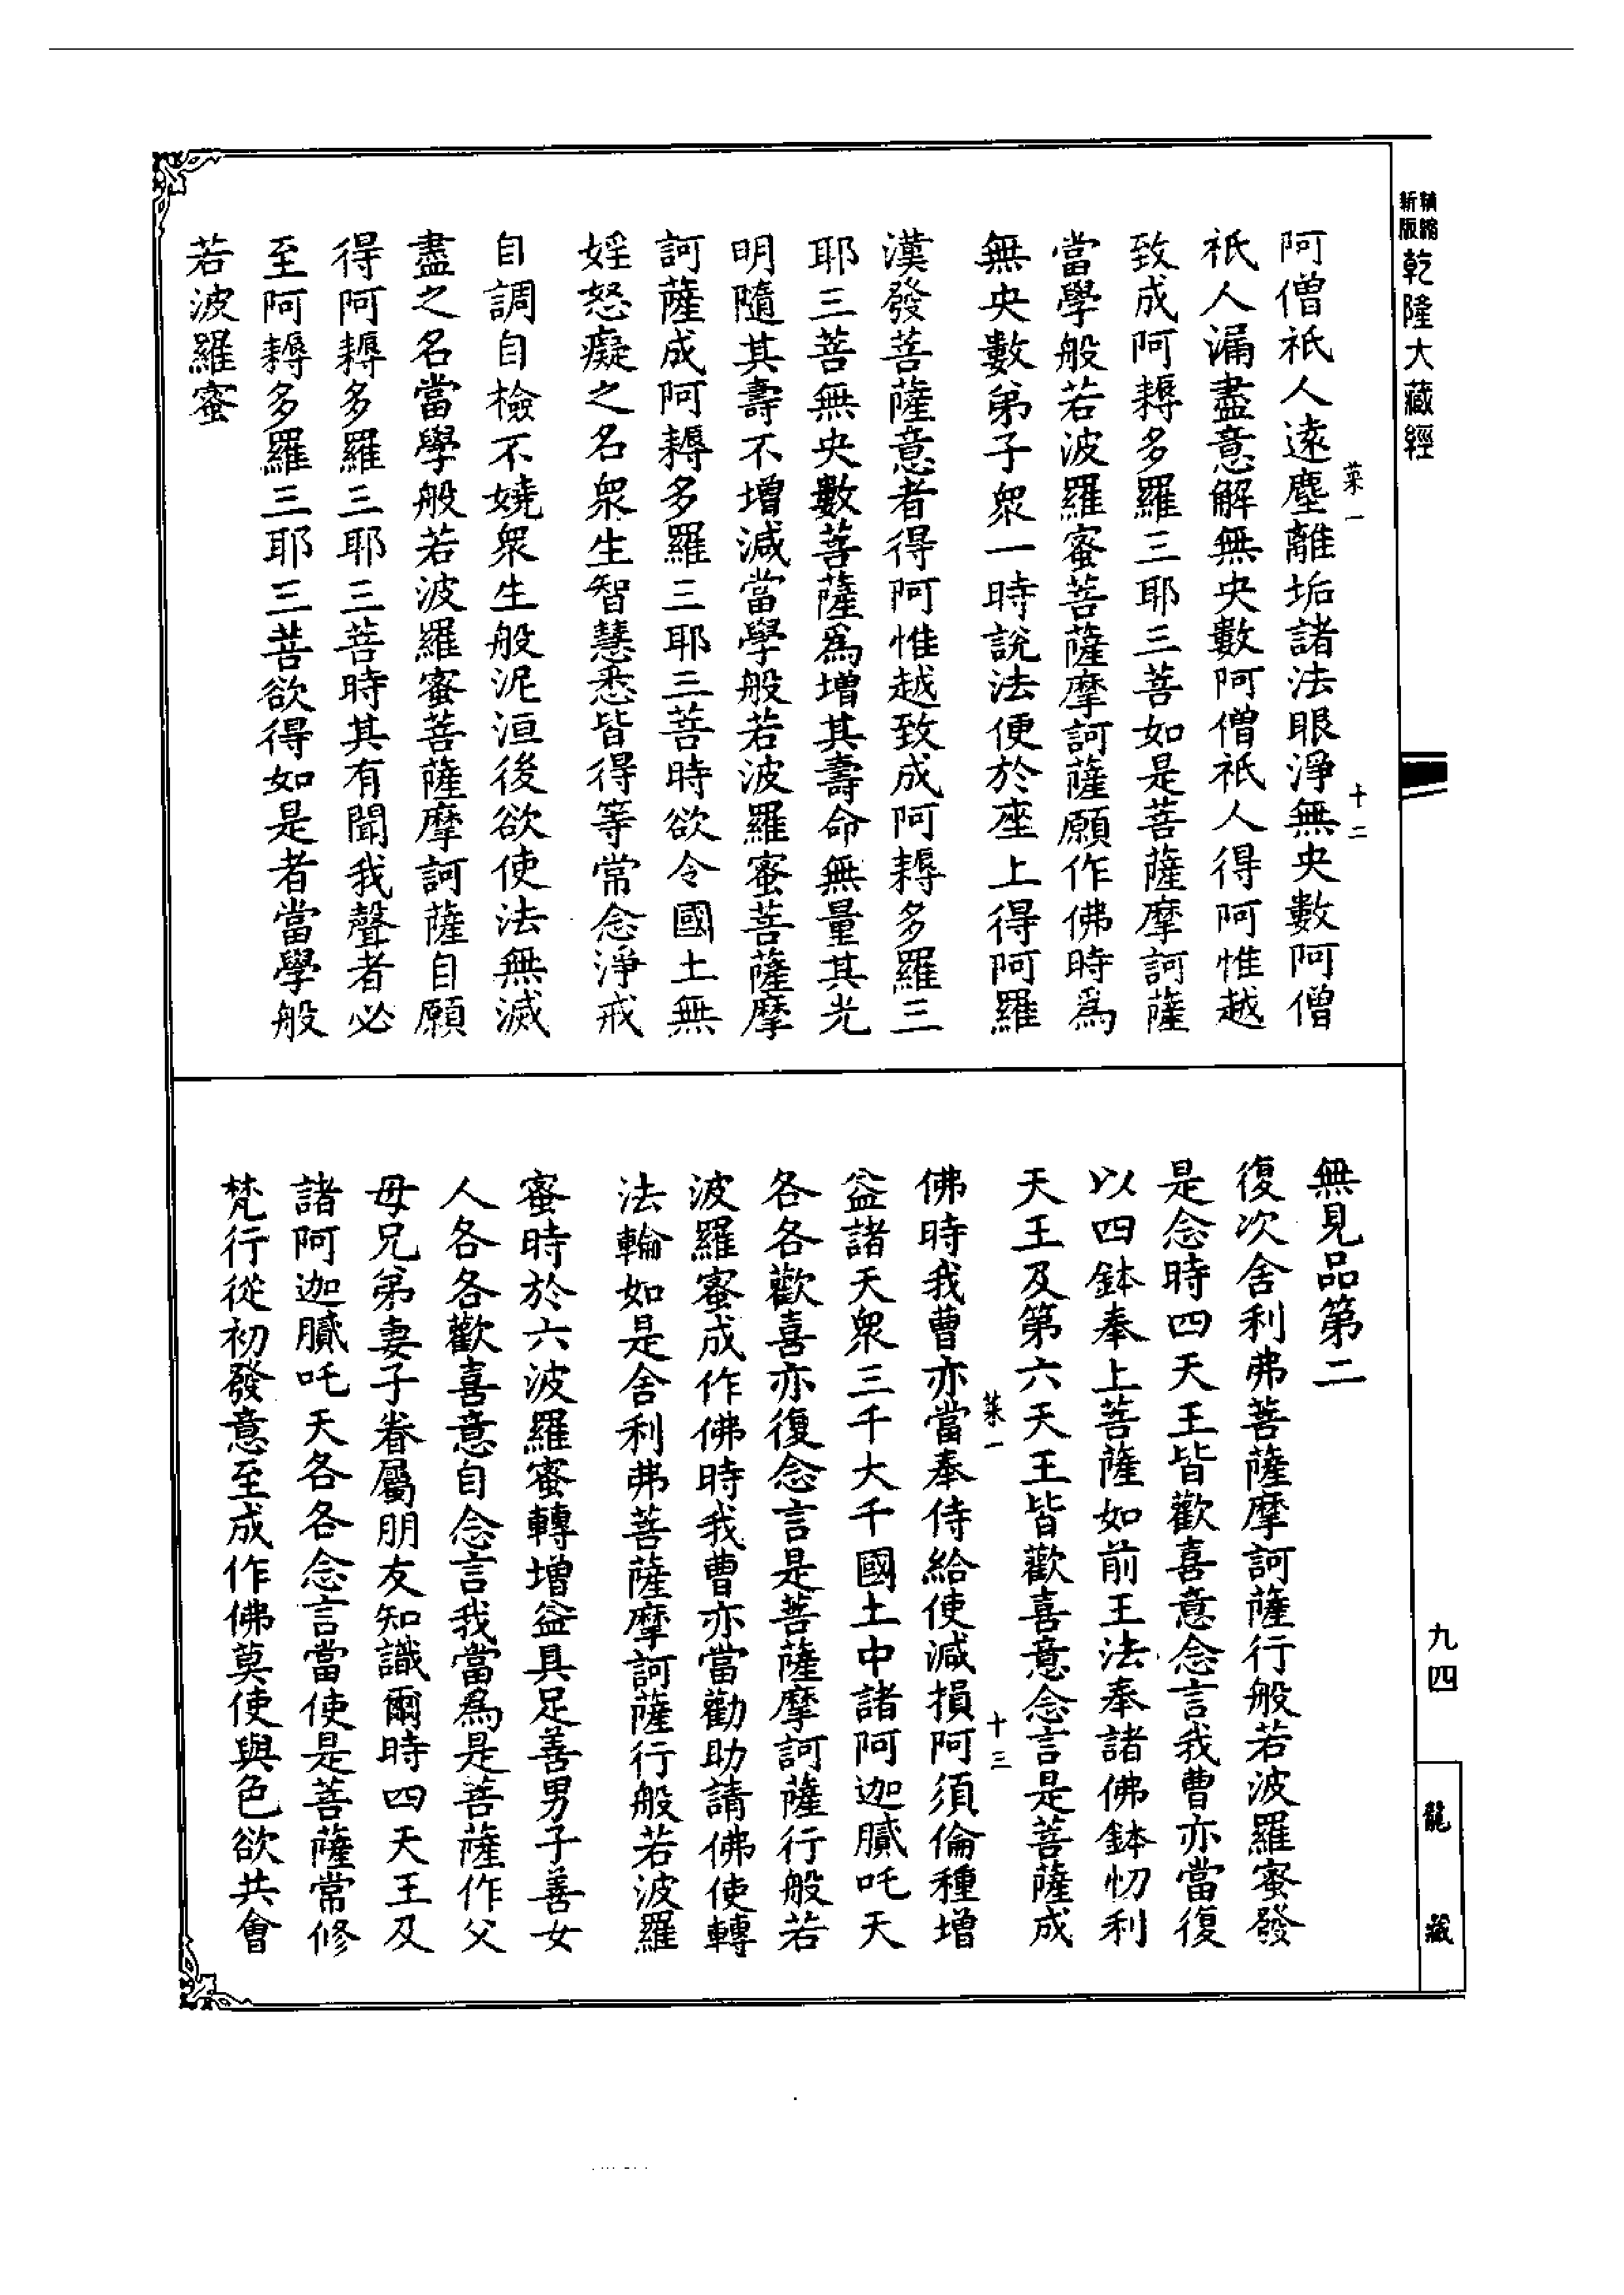 精縮
新版
乾隆大藏經
菜一
十二
阿僧祇人遠塵離垢諸法眼淨無央數阿僧
祇人漏盡意解無央數阿僧祇人得阿惟越
致成阿耨多羅三耶三菩如是菩薩摩訶薩
當學般若波羅蜜菩薩摩訶薩願作佛時爲
無央數弟子衆一時說法便於座上得阿羅
漢發菩薩意者得阿惟越致成阿耨多羅三
耶三菩無央數菩薩爲增其壽命無量其光
明隨其壽不增減當學般若波羅蜜菩薩摩
訶薩成阿耨多羅三耶三菩時欲令國土無
婬怒癡之名衆生智慧悉皆得等常念淨戒
自調自檢不嬈衆生般泥洹後欲使法無滅
盡之名當學般若波羅蜜菩薩摩訶薩自願
得阿耨多羅三耶三菩時其有聞我聲者必
至阿耨多羅三耶三菩欲得如是者當學般
若波羅蜜
無見品第二
復次舍利弗菩薩摩訶薩行般若波羅蜜發
是念時四天王皆歡喜意念言我曹亦當復
以四鉢奉上菩薩如前王法奉諸佛鉢忉利
天王及第六天王皆歡喜意念言是菩薩成
菜一
十三
佛時我曹亦當奉侍給使減損阿須倫種增
益諸天衆三千大千國土中諸阿迦膩吒天
各各歡喜亦復念言是菩薩摩訶薩行般若
波羅蜜成作佛時我曹亦當勸助請佛使轉
法輪如是舍利弗菩薩摩訶薩行般若波羅
蜜時於六波羅蜜轉增益具足善男子善女
人各各歡喜意自念言我當爲是菩薩作父
母兄弟妻子眷屬朋友知識爾時四天王及
諸阿迦膩吒天各各念言當使是菩薩常修
梵行從初發意至成作佛莫使與色欲共會
九四
龍藏